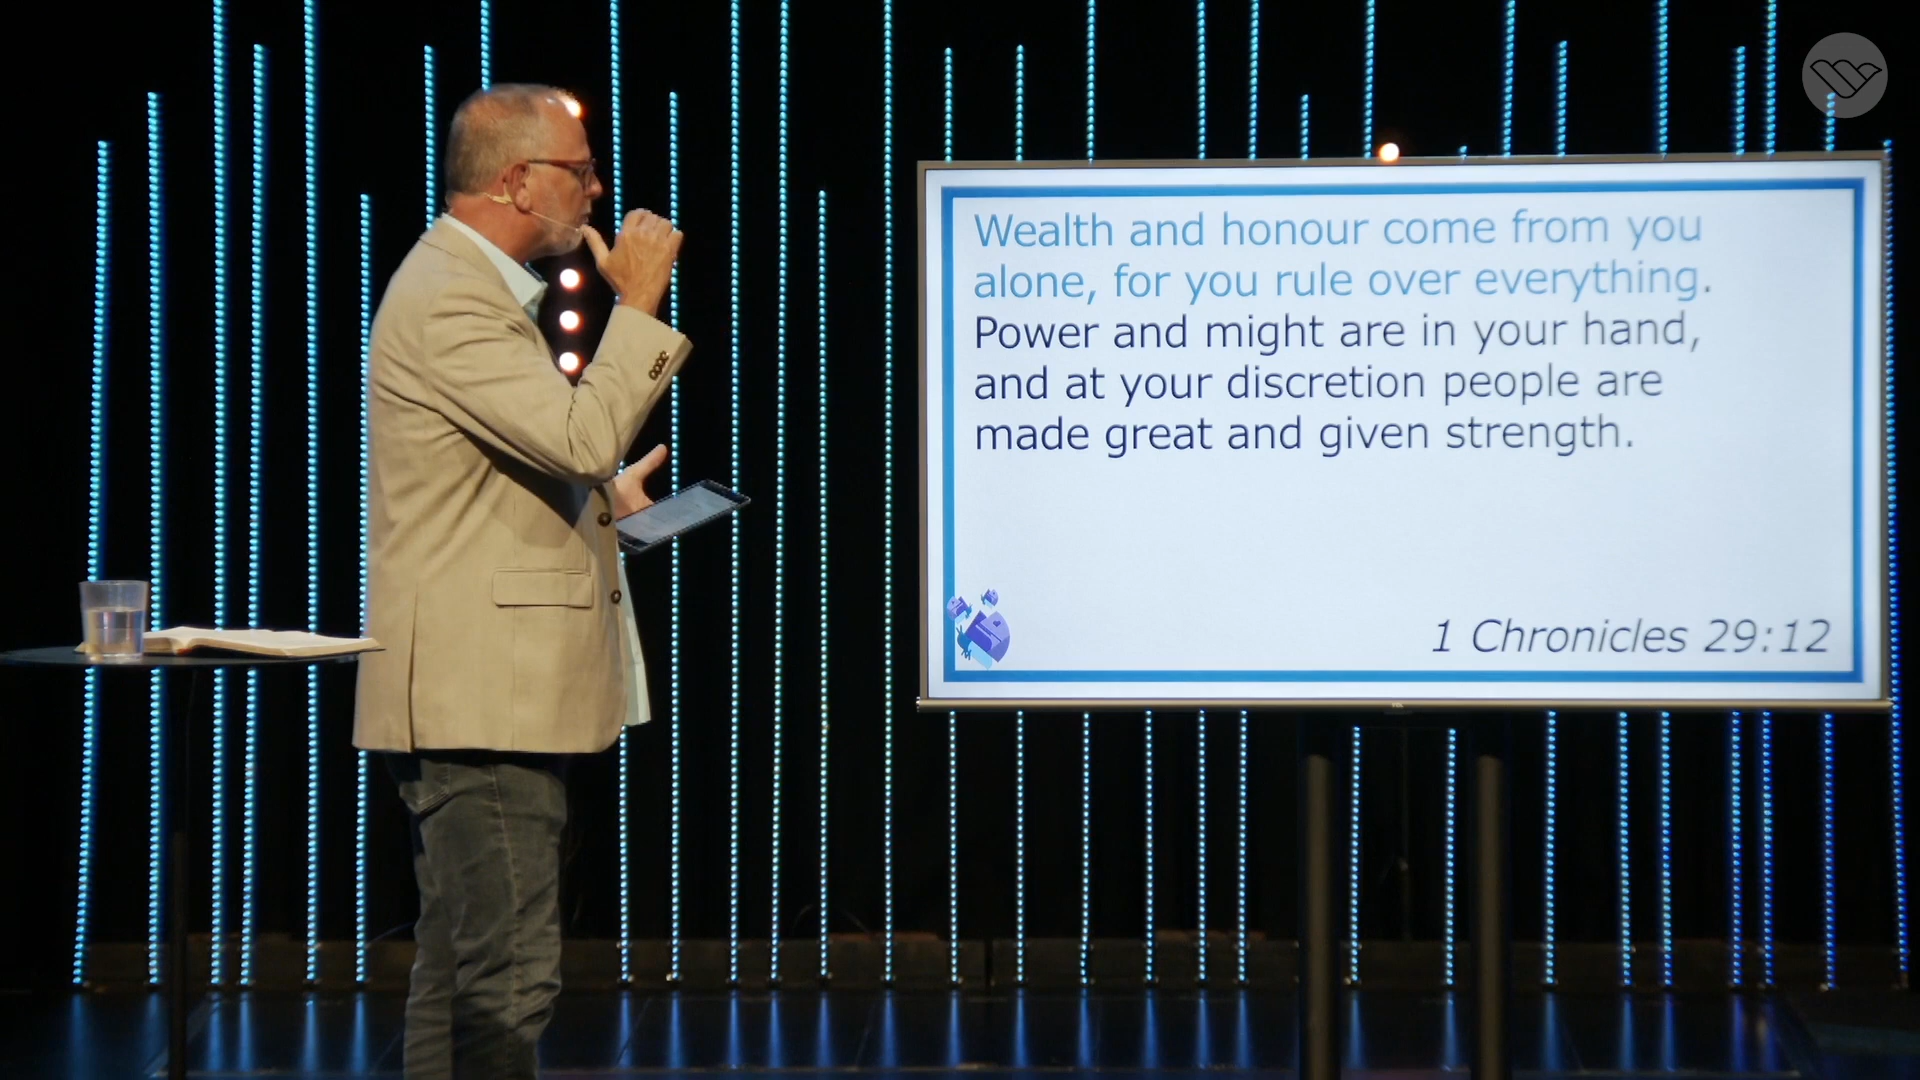 Wealth and honour come from you
alone, for you rule over everything.
Power and might are in your hand,
and at your discretion people are
made great and given strength.
1 Chronicles 29:12